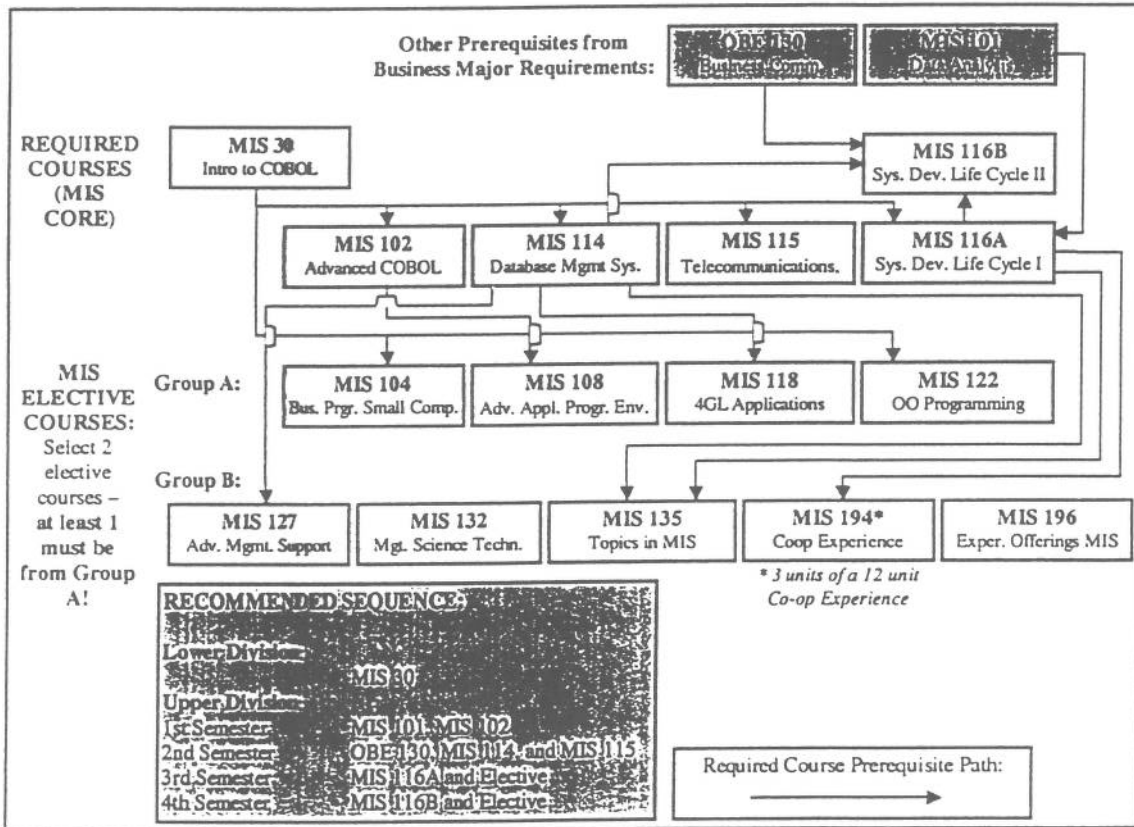 Other Prerequisites from
Business Major Requirements:
OBE 130
Business Comm.
MIS 101
Data Analysis
REQUIRED
COURSES
(MIS
CORE)
MIS 30
Intro to COBOL
MIS 116B
Sys. Dev. Life Cycle II
MIS 102
Advanced COBOL
MIS 114
Database Mgmt Sys.
MIS 115
Telecommunications.
MIS 116A
Sys. Dev. Life Cycle I
MIS
ELECTIVE
COURSES:
Select 2
elective
courses –
at least 1
must be
from Group
A!
Group A:
MIS 104
Bus. Prgr. Small Comp.
MIS 108
Adv. Appl. Progr. Env.
MIS 118
4GL Applications
MIS 122
OO Programming
Group B:
MIS 127
Adv. Mgmt. Support
MIS 132
Mgt. Science Techn.
MIS 135
Topics in MIS
MIS 194*
Coop Experience
MIS 196
Exper. Offerings MIS
* 3 units of a 12 unit
Co-op Experience
RECOMMENDED SEQUENCE:
Lower Division
MIS 30
Upper Division
1st Semester MIS 101, MIS 102
2nd Semester OBE 130, MIS 114, and MIS 115
3rd Semester MIS 116A and Elective
4th Semester MIS 116B and Elective
Required Course Prerequisite Path: